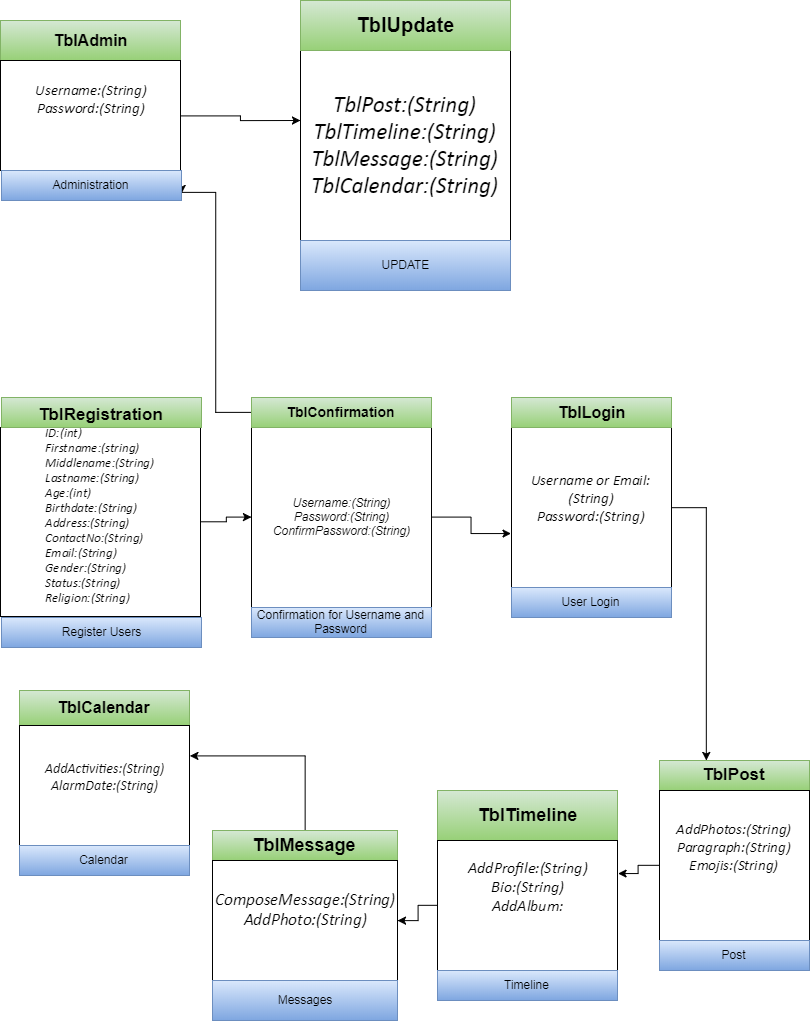 TblAdmin
Username:(String)
Password:(String)
Administration
TblUpdate
TblPost:(String)
TblTimeline:(String)
TblMessage:(String)
TblCalendar:(String)
UPDATE
TblRegistration
ID:(int)
Firstname:(string)
Middlename:(String)
Lastname:(String)
Age:(int)
Birthdate:(String)
Address:(String)
ContactNo:(String)
Email:(String)
Gender:(String)
Status:(String)
Religion:(String)
Register Users
TblConfirmation
Username:(String)
Password:(String)
ConfirmPassword:(String)
Confirmation for Username and
Password
TblLogin
Username or Email:
(String)
Password:(String)
User Login
TblCalendar
AddActivities:(String)
AlarmDate:(String)
Calendar
TblMessage
ComposeMessage:(String)
AddPhoto:(String)
Messages
TblTimeline
AddProfile:(String)
Bio:(String)
AddAlbum:
Timeline
TblPost
AddPhotos:(String)
Paragraph:(String)
Emojis:(String)
Post